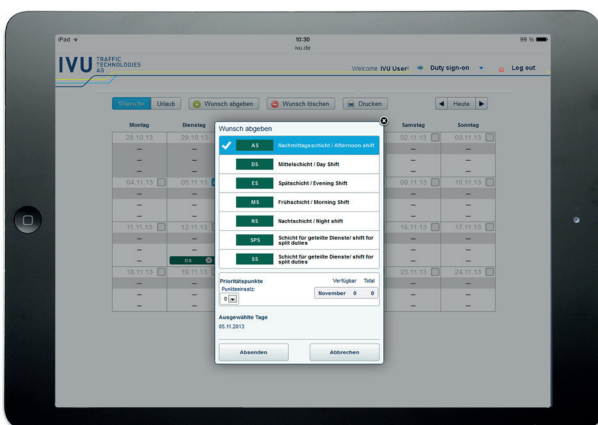 iPad
10:30
98 %
ivu.de
IVU TRAFFIC
TECHNOLOGIES
AG
Welcome IVU User! Duty sign-on Log out
Wünsche Urlaub Wunsch abgeben Wunsch löschen Drucken Heute
Montag Dienstag Samstag Sonntag
28.10.13 29.10.13 02.11.13 03.11.13
04.11.13 05.11.13 09.11.13 10.11.13
11.11.13 12.11.13 16.11.13 17.11.13
DS
18.11.13 19.11.13 23.11.13 24.11.13
Wunsch abgeben
AS Nachmittagsschicht / Afternoon shift
DS Mittelschicht / Day Shift
ES Spätschicht / Evening Shift
MS Frühschicht / Morning Shift
NS Nachtschicht / Night shift
SPS Schicht für geteilte Dienste/ shift for
split duties
SS Schicht für geteilte Dienste/ shift for
split duties
Prioritätspunkte Verfügbar Total
Punkteeinsatz:
0 November 0 0
Ausgewählte Tage
05.11.2013
Absenden Abbrechen